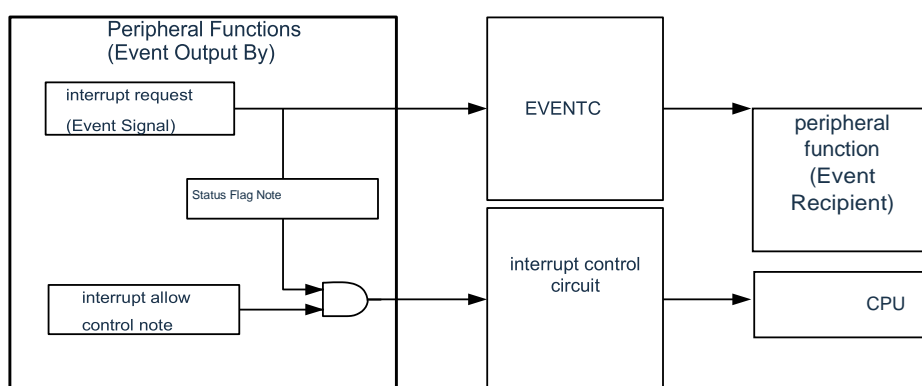 Peripheral Functions
(Event Output By)
interrupt request
(Event Signal)
EVENTC
peripheral
function
(Event
Recipient)
Status Flag Note
interrupt control
circuit
interrupt allow
control note
CPU